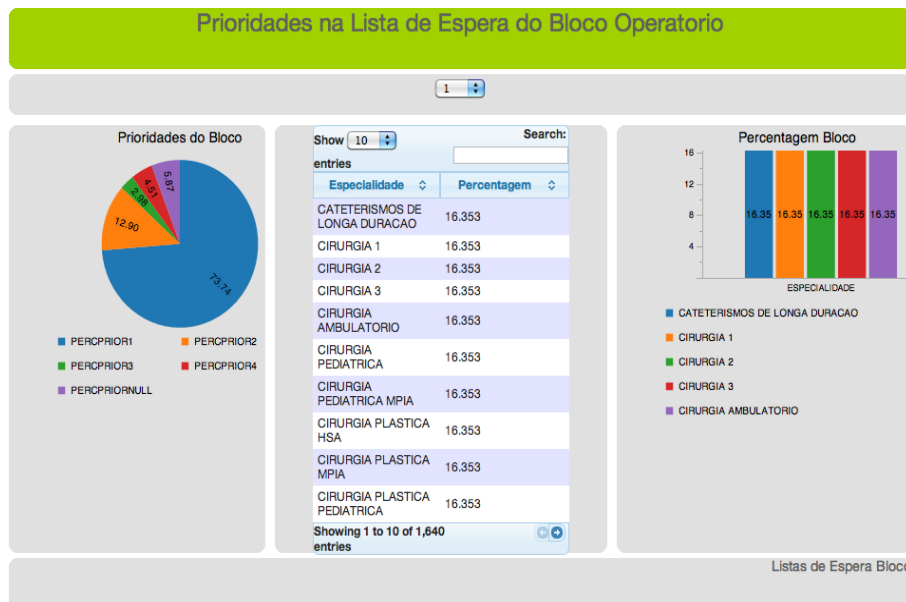 Prioridades na Lista de Espera do Bloco Operatorio
1
Prioridades do Bloco
5.87
4.51
2.98
12.90
73.74
PERCPRIOR1
PERCPRIOR2
PERCPRIOR3
PERCPRIOR4
PERCPRIORNULL
Show 10
entries
Search:
Especialidade Percentagem
CATETERISMOS DE
LONGA DURACAO
16.353
CIRURGIA 1 16.353
CIRURGIA 2 16.353
CIRURGIA 3 16.353
CIRURGIA
AMBULATORIO
16.353
CIRURGIA
PEDIATRICA
16.353
CIRURGIA
PEDIATRICA MPIA
16.353
CIRURGIA PLASTICA
HSA
16.353
CIRURGIA PLASTICA
MPIA
16.353
CIRURGIA PLASTICA
PEDIATRICA
16.353
Showing 1 to 10 of 1,640
entries
Percentagem Bloco
16
12
8
4
16.35 16.35 16.35 16.35 16.35
ESPECIALIDADE
CATETERISMOS DE LONGA DURACAO
CIRURGIA 1
CIRURGIA 2
CIRURGIA 3
CIRURGIA AMBULATORIO
Listas de Espera Bloco